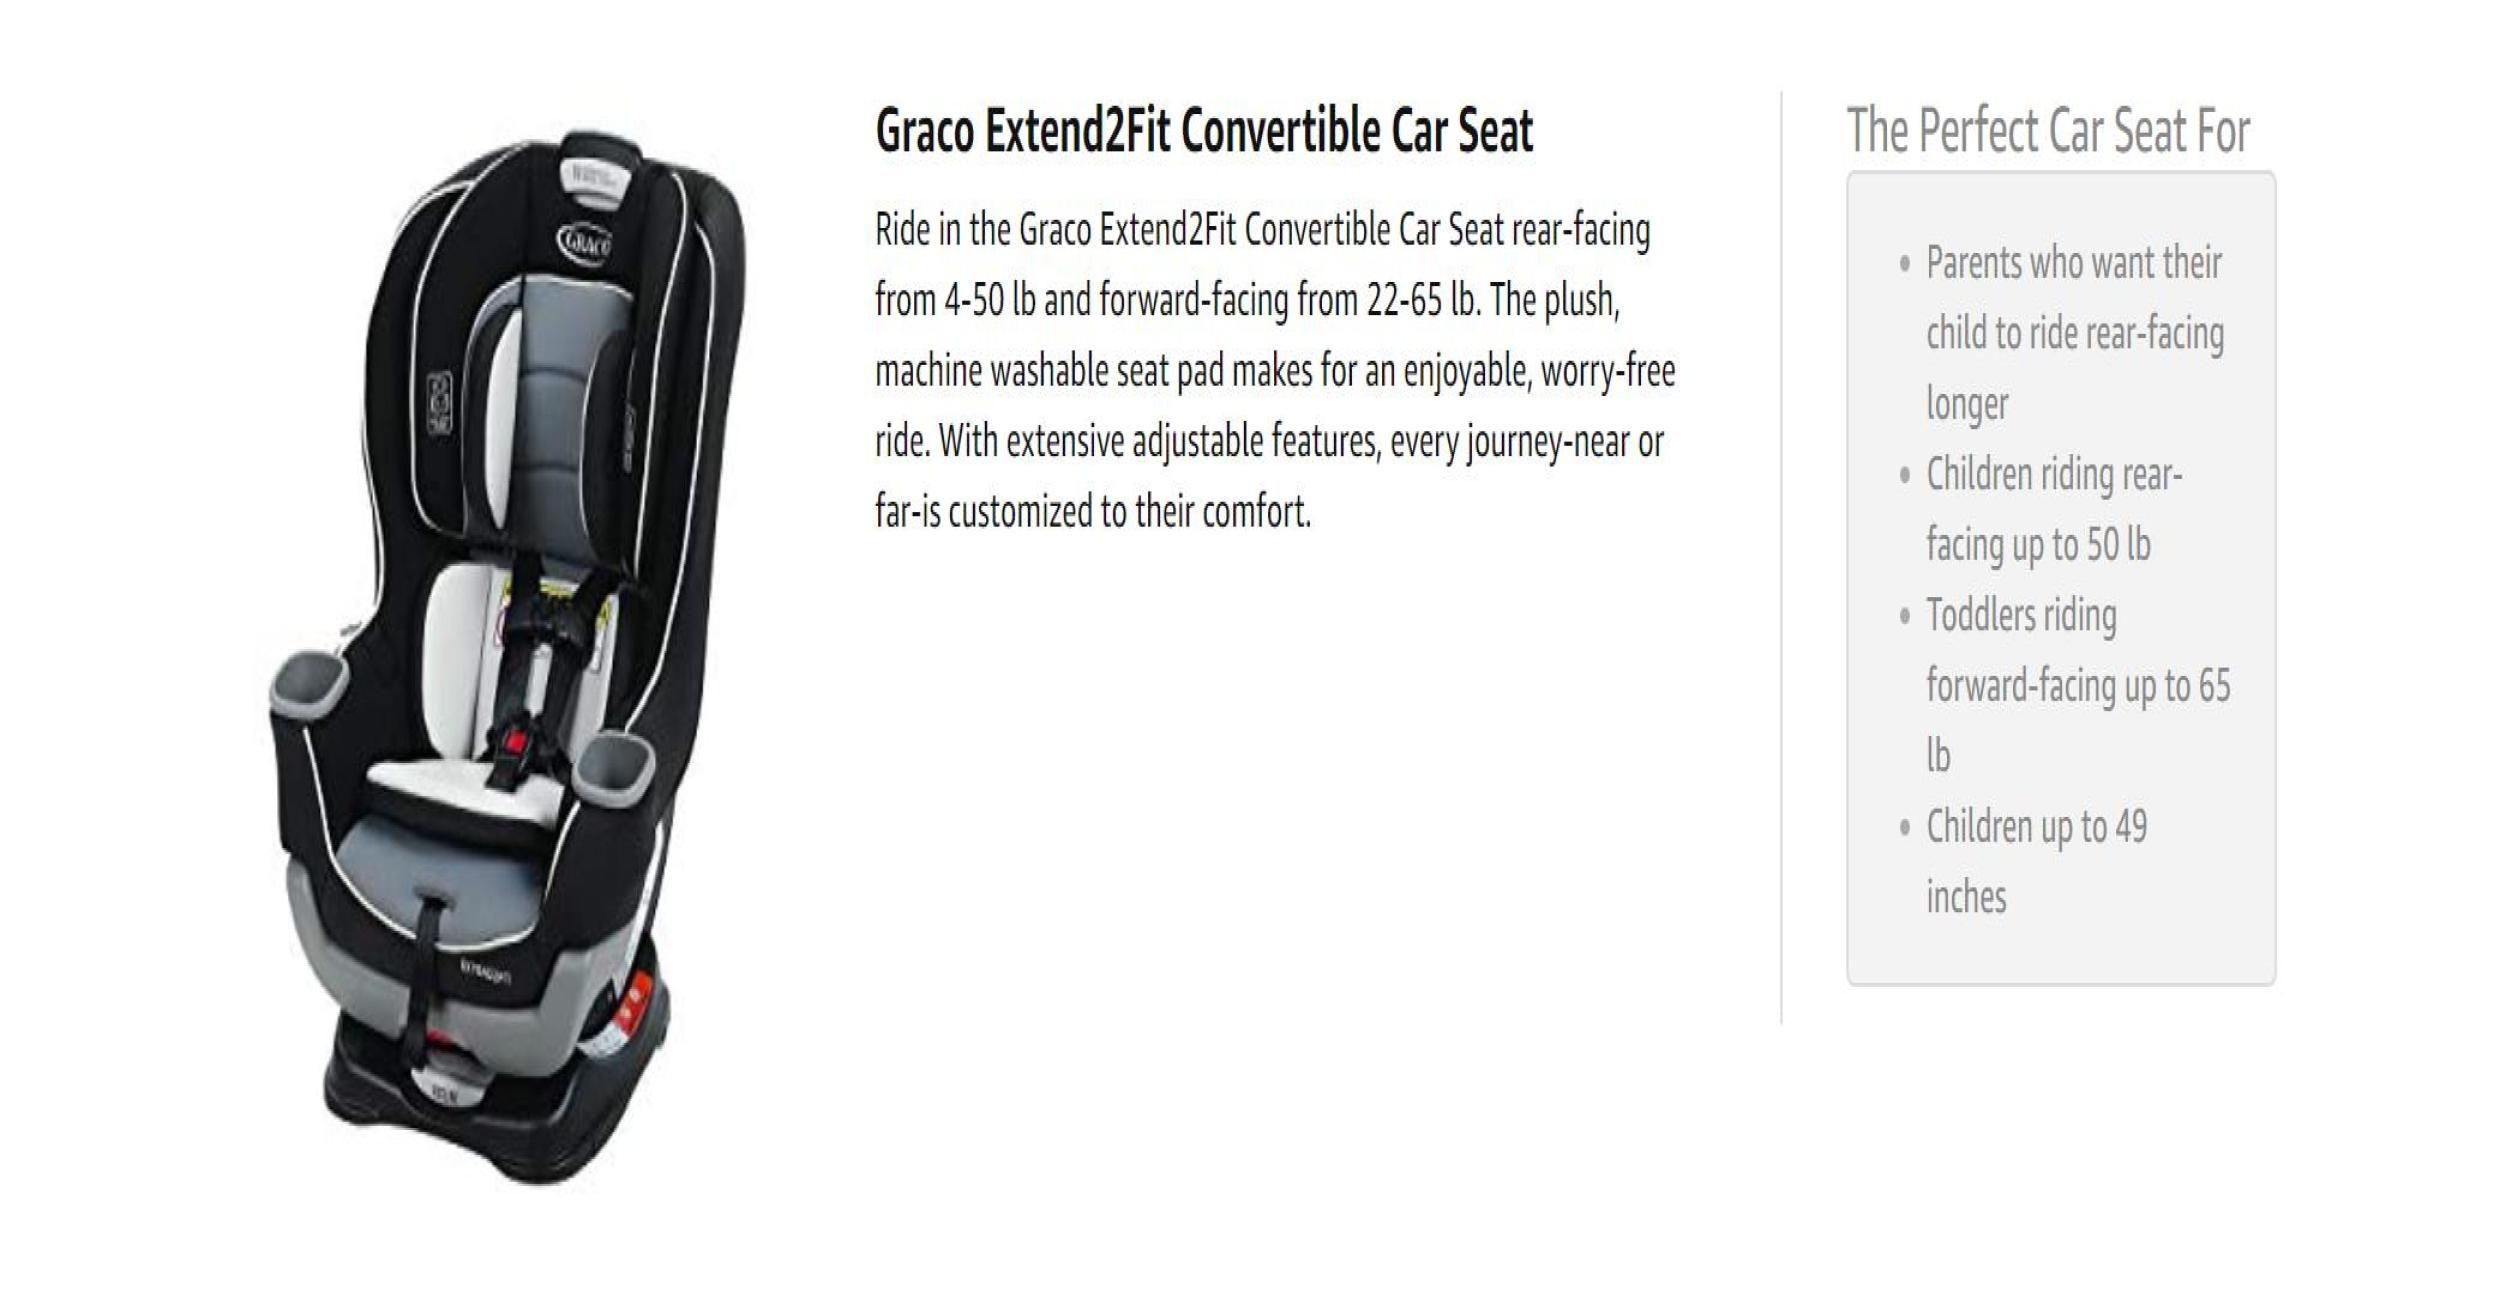 Graco Extend2Fit Convertible Car Seat
Ride in the Graco Extend2Fit Convertible Car Seat rear-facing
from 4-50 lb and forward-facing from 22-65 lb. The plush,
machine washable seat pad makes for an enjoyable, worry-free
ride. With extensive adjustable features, every journey-near or
far-is customized to their comfort.
The Perfect Car Seat For
Parents who want their
child to ride rear-facing
longer
Children riding rear-
facing up to 50 lb
Toddlers riding
forward-facing up to 65
lb
Children up to 49
inches
GRACO